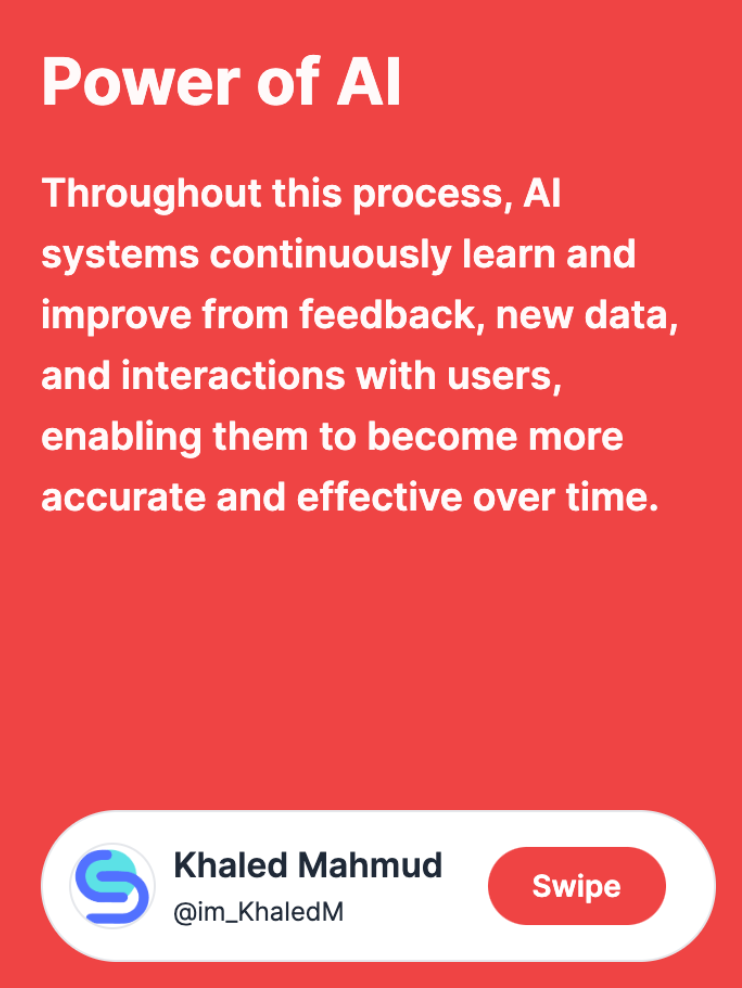 Power of AI
Throughout this process, AI
systems continuously learn and
improve from feedback, new data,
and interactions with users,
enabling them to become more
accurate and effective over time.
Khaled Mahmud
@im_KhaledM
Swipe